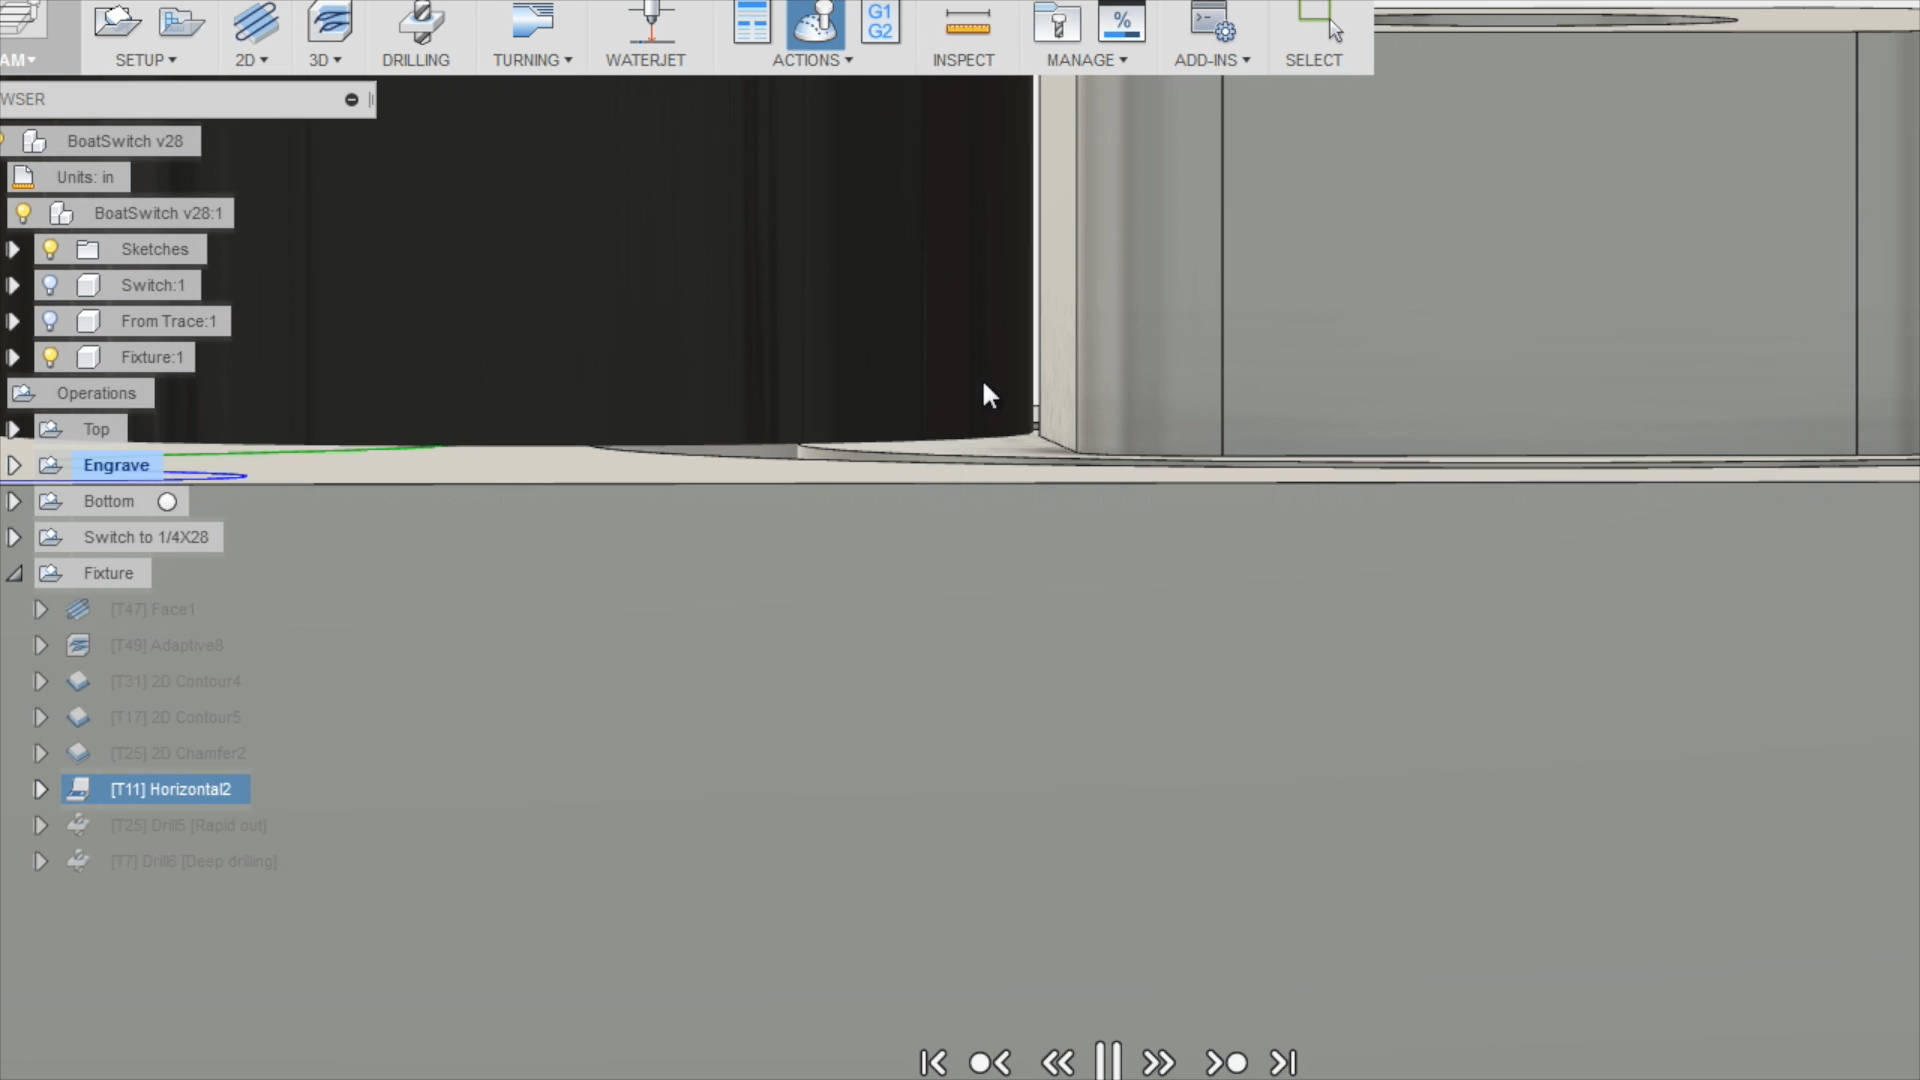 G1
G2
%
AM
SETUP
2D
3D
DRILLING
TURNING
WATERJET
ACTIONS
INSPECT
MANAGE
ADD-INS
SELECT
WSER
BoatSwitch v28
Units: in
BoatSwitch v28:1
Sketches
Switch:1
From Trace:1
Fixture:1
Operations
Top
Engrave
Bottom
Switch to 1/4X28
Fixture
[T47] Face1
[T49] Adaptive8
[T31] 2D Contour4
[T17] 2D Contour5
[T25] 2D Chamfer2
[T11] Horizontal2
[T25] Drill5 [Rapid out]
[T7] Drill6 [Deep drilling]